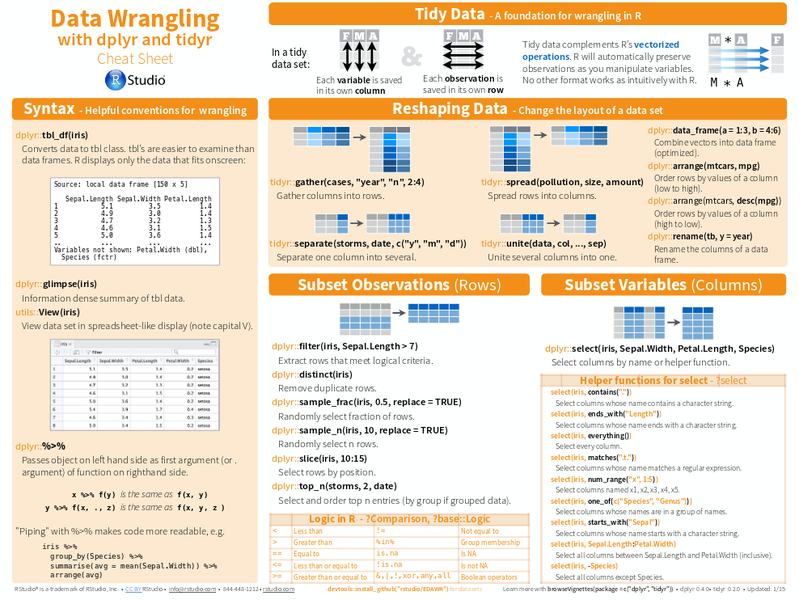 Data Wrangling
with dplyr and tidyr
Cheat Sheet
R Studio
Syntax - Helpful conventions for wrangling
dplyr::tbl_df(iris)
Converts data to tbl class. tbl's are easier to examine than
data frames. R displays only the data that fits onscreen:
Source: local data frame [150 x 5]
Sepal.Length Sepal.Width Petal.Length
1 5.1 3.5 1.4
2 4.9 3.0 1.4
3 4.7 3.2 1.3
4 4.6 3.1 1.5
5 5.0 3.6 1.4
.. ... ... ...
Variables not shown: Petal.Width (dbl),
Species (fctr)
dplyr::glimpse(iris)
Information dense summary of tbl data.
utils::View(iris)
View data set in spreadsheet-like display (note capital V).
iris
Filter
Sepal.Length Sepal.Width Petal.Length Petal.Width Species
1 5.1 3.5 1.4 0.2 setosa
2 4.9 3.0 1.4 0.2 setosa
3 4.7 3.2 1.3 0.2 setosa
4 4.6 3.1 1.5 0.2 setosa
5 5.0 3.6 1.4 0.2 setosa
6 5.4 3.9 1.7 0.4 setosa
7 4.6 3.4 1.4 0.3 setosa
8 5.0 3.4 1.5 0.2 setosa
dplyr::%>%
Passes object on left hand side as first argument (or .
argument) of function on righthand side.
x %>% f(y) is the same as f(x, y)
y %>% f(x, ., z) is the same as f(x, y, z )
"Piping" with %>% makes code more readable, e.g.
iris %>%
group_by(Species) %>%
summarise(avg = mean(Sepal.Width)) %>%
arrange(avg)
Tidy Data - A foundation for wrangling in R
In a tidy
data set:
F M A
Each variable is saved
in its own column
&
F M A
Each observation is
saved in its own row
Tidy data complements R's vectorized
operations. R will automatically preserve
observations as you manipulate variables.
No other format works as intuitively with R.
M * A F
M * A
Reshaping Data - Change the layout of a data set
tidyr::gather(cases, "year", "n", 2:4)
Gather columns into rows.
tidyr::spread(pollution, size, amount)
Spread rows into columns.
tidyr::separate(storms, date, c("y", "m", "d"))
Separate one column into several.
tidyr::unite(data, col, ..., sep)
Unite several columns into one.
dplyr::data_frame(a = 1:3, b = 4:6)
Combine vectors into data frame
(optimized).
dplyr::arrange(mtcars, mpg)
Order rows by values of a column
(low to high).
dplyr::arrange(mtcars, desc(mpg))
Order rows by values of a column
(high to low).
dplyr::rename(tb, y = year)
Rename the columns of a data
frame.
Subset Observations (Rows)
dplyr::filter(iris, Sepal.Length > 7)
Extract rows that meet logical criteria.
dplyr::distinct(iris)
Remove duplicate rows.
dplyr::sample_frac(iris, 0.5, replace = TRUE)
Randomly select fraction of rows.
dplyr::sample_n(iris, 10, replace = TRUE)
Randomly select n rows.
dplyr::slice(iris, 10:15)
Select rows by position.
dplyr::top_n(storms, 2, date)
Select and order top n entries (by group if grouped data).
Logic in R - ?Comparison, ?base::Logic
< Less than != Not equal to
> Greater than %in% Group membership
== Equal to is.na Is NA
<= Less than or equal to !is.na Is not NA
>= Greater than or equal to &,|,!,xor,any,all Boolean operators
Subset Variables (Columns)
dplyr::select(iris, Sepal.Width, Petal.Length, Species)
Select columns by name or helper function.
Helper functions for select - ?select
select(iris, contains("."))
Select columns whose name contains a character string.
select(iris, ends_with("Length"))
Select columns whose name ends with a character string.
select(iris, everything())
Select every column.
select(iris, matches(".t."))
Select columns whose name matches a regular expression.
select(iris, num_range("x", 1:5))
Select columns named x1, x2, x3, x4, x5.
select(iris, one_of(c("Species", "Genus")))
Select columns whose names are in a group of names.
select(iris, starts_with("Sepal"))
Select columns whose name starts with a character string.
select(iris, Sepal.Length:Petal.Width)
Select all columns between Sepal.Length and Petal.Width (inclusive).
select(iris, -Species)
Select all columns except Species.
RStudio® is a trademark of RStudio, Inc. • CC BY RStudio • info@rstudio.com • 844-448-1212 • rstudio.com
devtools::install_github("rstudio/EDAWR") for data sets
Learn more with browseVignettes(package = c("dplyr", "tidyr")) • dplyr 0.4.0 • tidyr 0.2.0 • Updated: 1/15